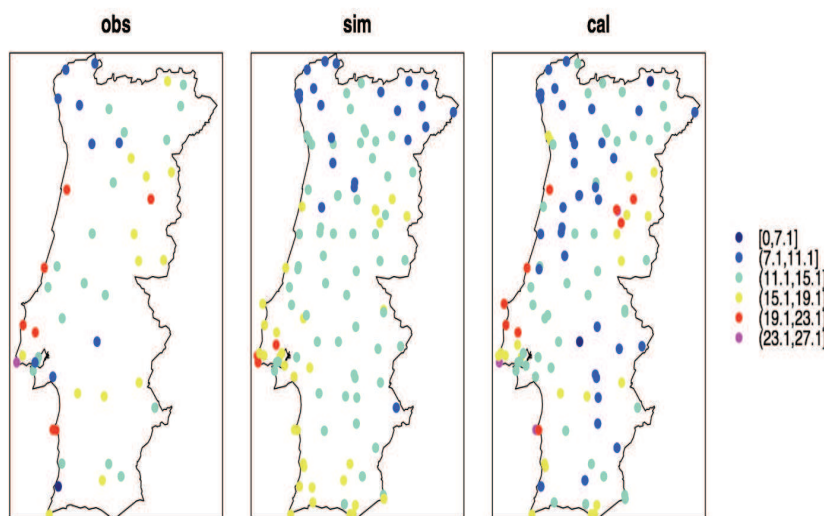 obs
sim
cal
[0,7.1]
(7.1,11.1]
(11.1,15.1]
(15.1,19.1]
(19.1,23.1]
(23.1,27.1]